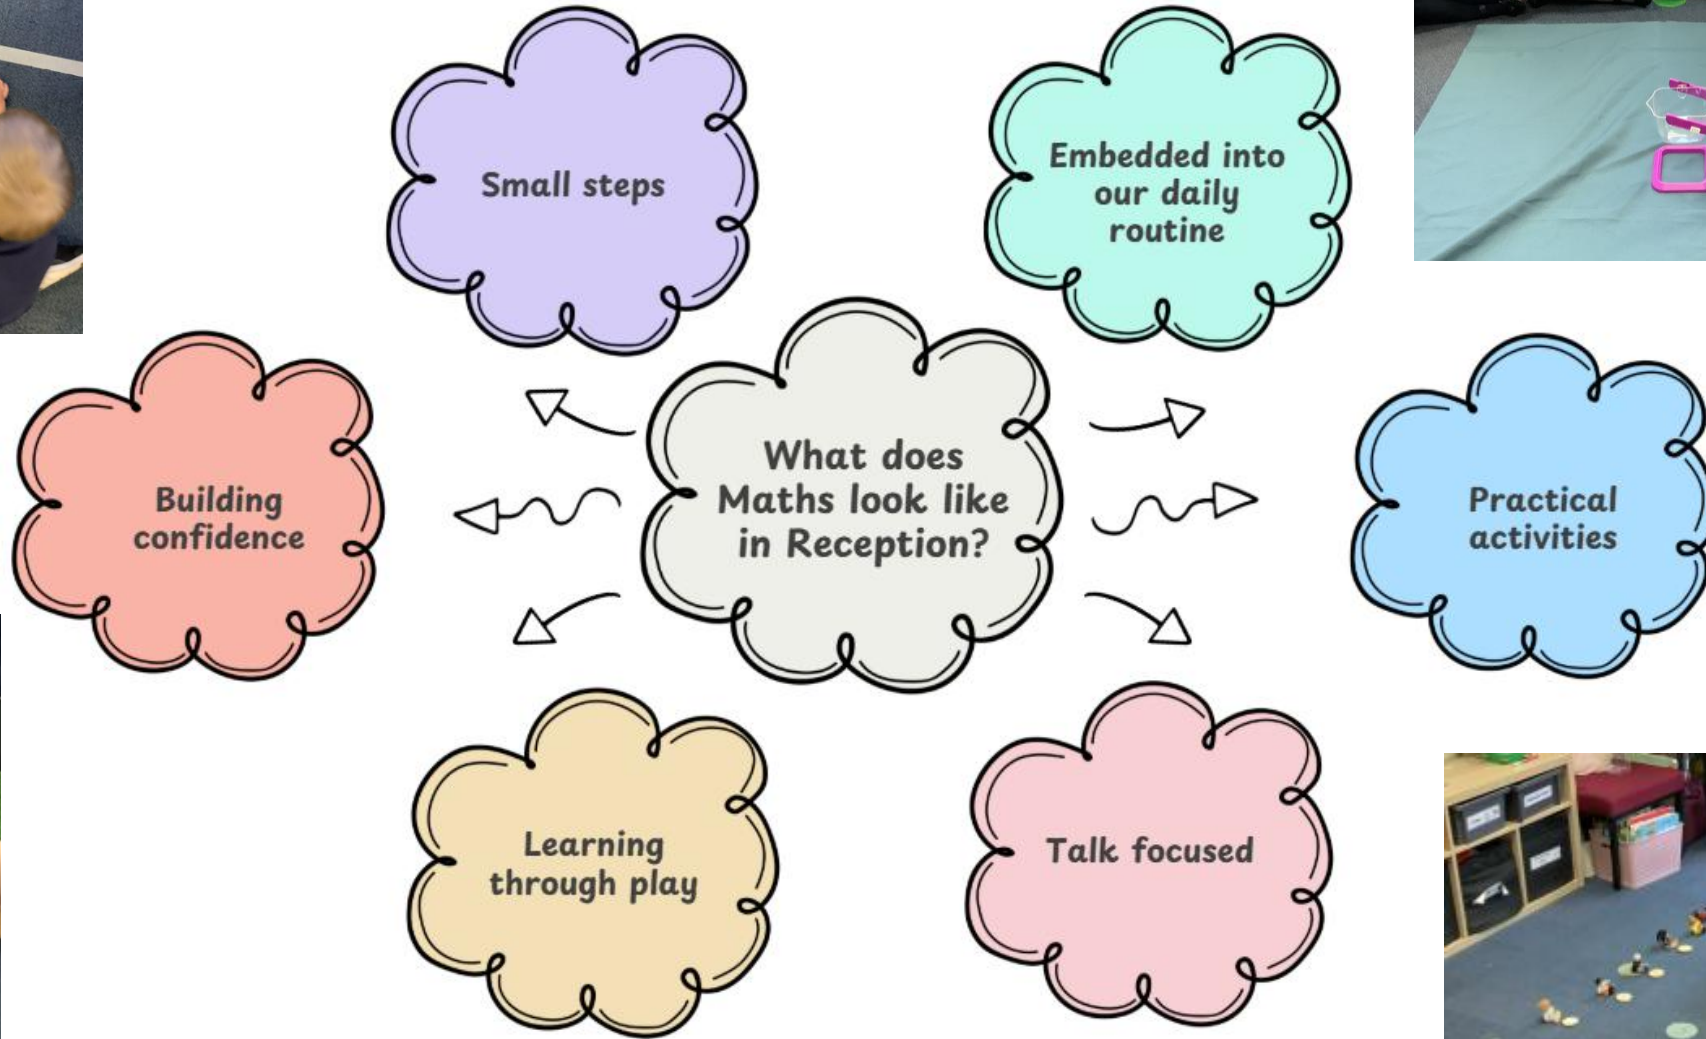 Small steps
Embedded into
our daily
routine
What does
Maths look like
in Reception?
Building
confidence
Practical
activities
Learning
through play
Talk focused